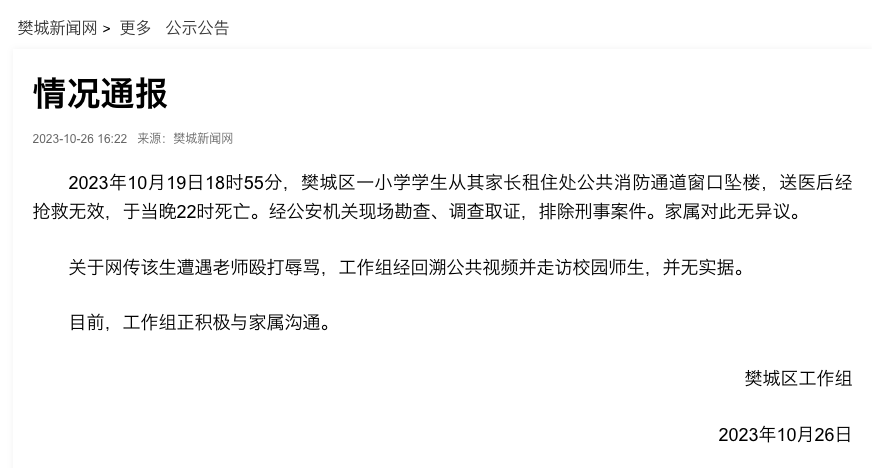 樊城新闻网 > 更多 公示公告
情况通报
2023-10-26 16:22 来源：樊城新闻网
2023年10月19日18时55分，樊城区一小学学生从其家长租住处公共消防通道窗口坠楼，送医后经
抢救无效，于当晚22时死亡。经公安机关现场勘查、调查取证，排除刑事案件。家属对此无异议。
关于网传该生遭遇老师殴打辱骂，工作组经回溯公共视频并走访校园师生，并无实据。
目前，工作组正积极与家属沟通。
樊城区工作组
2023年10月26日